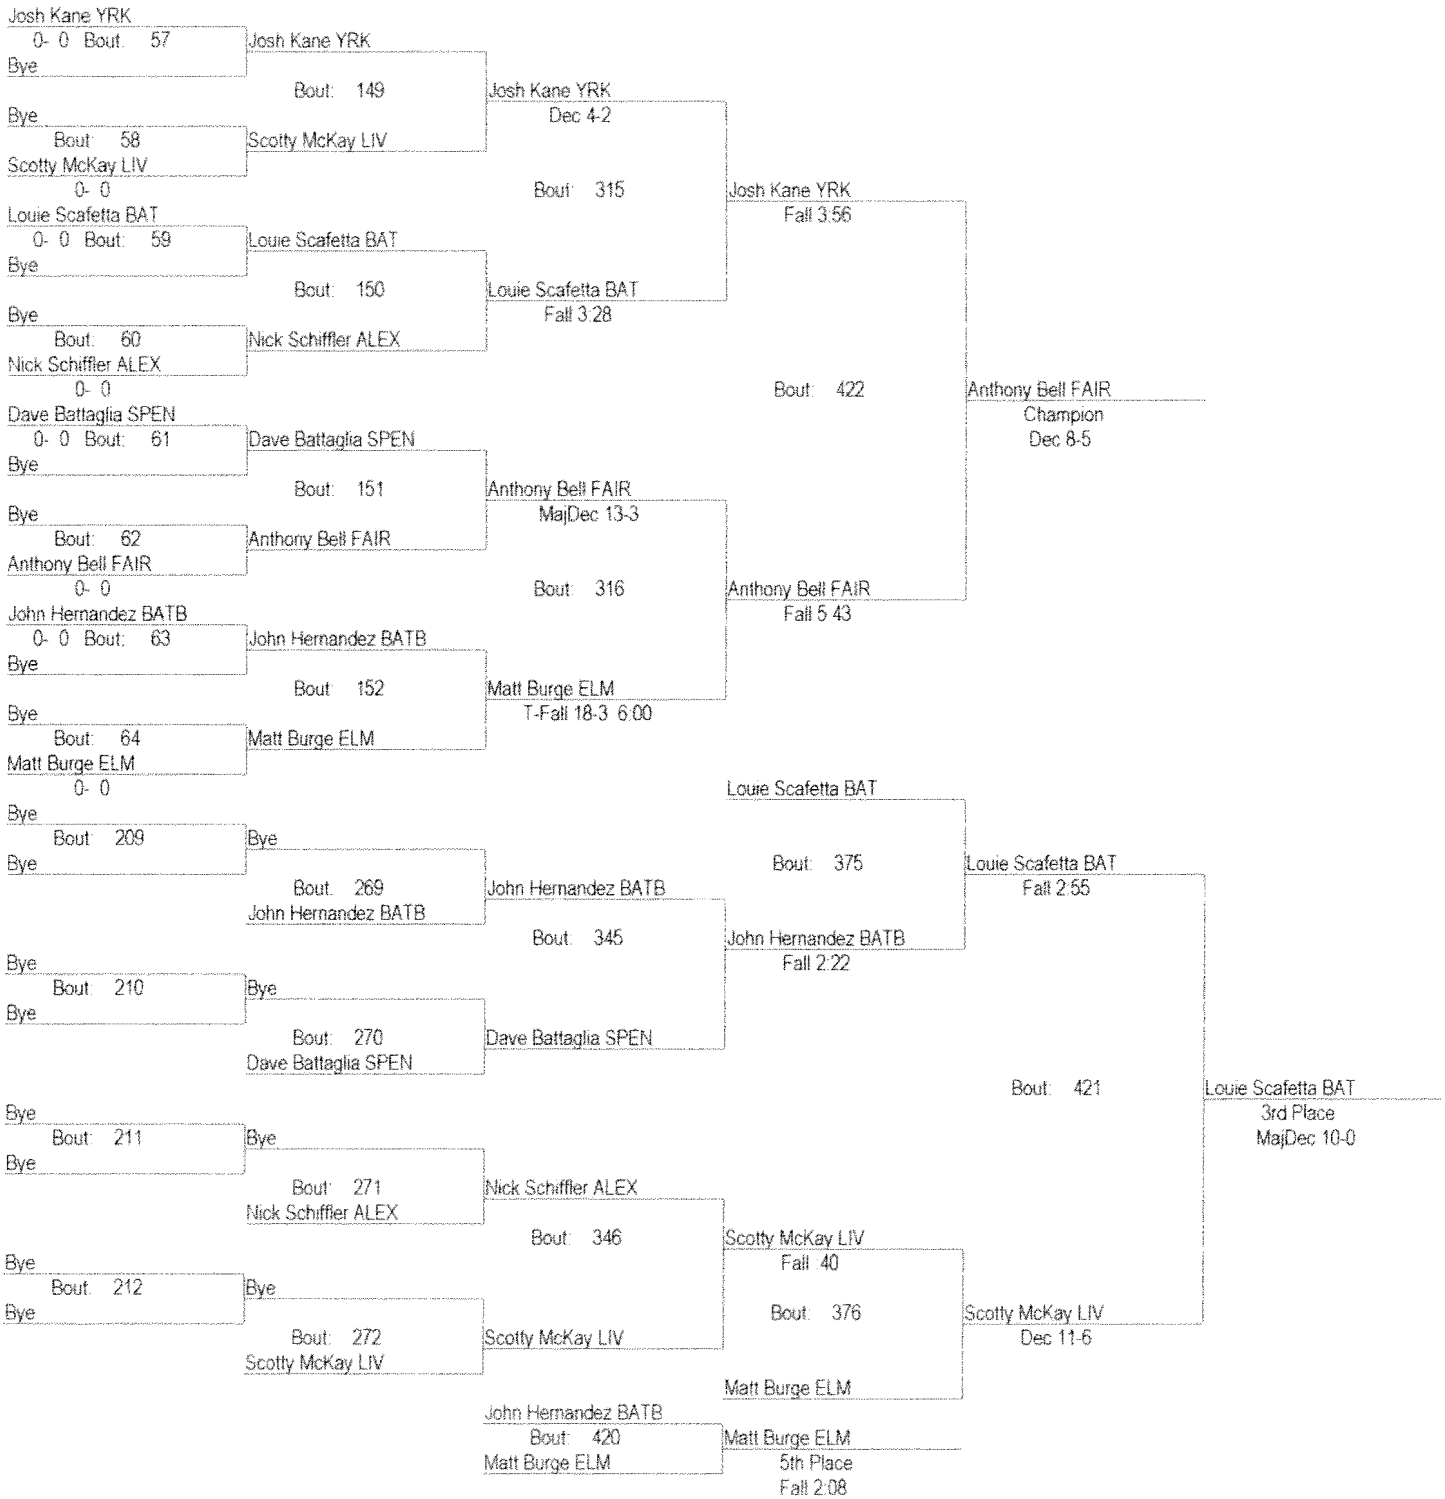 Josh Kane YRK
0- 0 Bout: 57
Josh Kane YRK
Bye
Bout: 149
Josh Kane YRK
Dec 4-2
Bye
Bout: 58
Scotty McKay LIV
Scotty McKay LIV
0- 0
Bout: 315
Josh Kane YRK
Fall 3:56
Louie Scafetta BAT
0- 0 Bout: 59
Louie Scafetta BAT
Bye
Bout: 150
Louie Scafetta BAT
Fall 3:28
Bye
Bout: 60
Nick Schiffler ALEX
Nick Schiffler ALEX
0- 0
Bout: 422
Anthony Bell FAIR
Champion
Dec 8-5
Dave Battaglia SPEN
0- 0 Bout: 61
Dave Battaglia SPEN
Bye
Bout: 151
Anthony Bell FAIR
MajDec 13-3
Bye
Bout: 62
Anthony Bell FAIR
Anthony Bell FAIR
0- 0
Bout: 316
Anthony Bell FAIR
Fall 5 43
John Hernandez BATB
0- 0 Bout: 63
John Hernandez BATB
Bye
Bout 152
Matt Burge ELM
T-Fall 18-3 6:00
Bye
Bout: 64
Matt Burge ELM
Matt Burge ELM
0- 0
Louie Scafetta BAT
Bye
Bout 209
Bye
Bye
Bout: 375
Louie Scafetta BAT
Fall 2:55
Bout. 269
John Hernandez BATB
John Hernandez BATB
Bout: 345
John Hernandez BATB
Fall 2:22
Bye
Bout: 210
Bye
Bye
Bout: 270
Dave Battaglia SPEN
Dave Battaglia SPEN
Bout: 421
Louie Scafetta BAT
3rd Place
MajDec 10-0
Bye
Bout: 211
Bye
Bye
Bout: 271
Nick Schiffler ALEX
Nick Schiffler ALEX
Bout: 346
Scotty McKay LIV
Fall :40
Bye
Bout. 212
Bye
Bye
Bout: 376
Scotty McKay LIV
Dec 11-6
Bout: 272
Scotty McKay LIV
Scotty McKay LIV
Matt Burge ELM
John Hernandez BATB
Bout: 420
Matt Burge ELM
Matt Burge ELM
5th Place
Fall 2:08